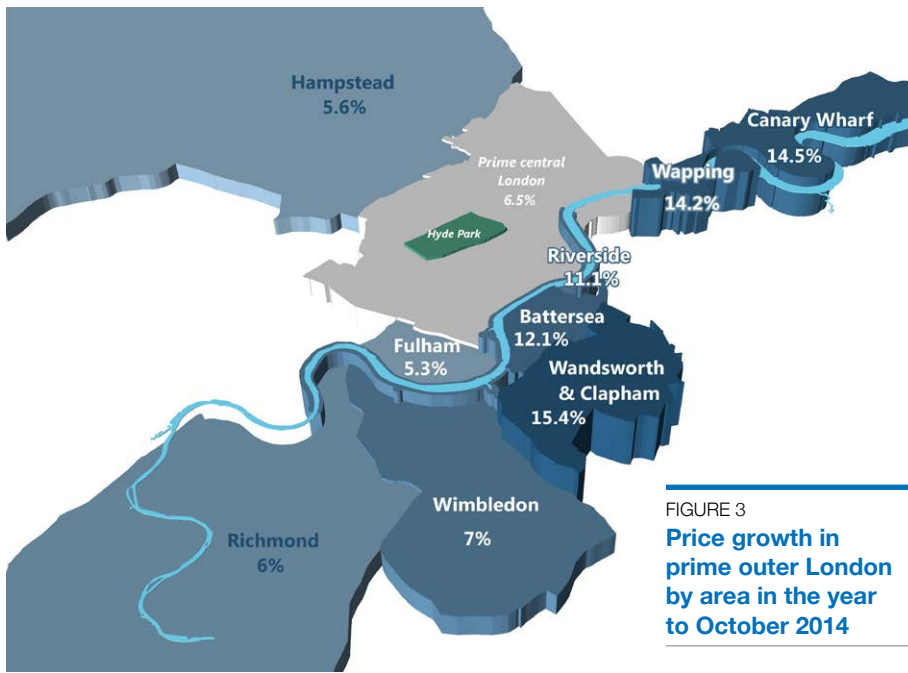 Hampstead
5.6%
Prime central
London
6.5%
Hyde Park
Canary Wharf
14.5%
Wapping
14.2%
Riverside
11.1%
Battersea
12.1%
Fulham
5.3%
Wandsworth
& Clapham
15.4%
Wimbledon
7%
Richmond
6%
FIGURE 3
Price growth in
prime outer London
by area in the year
to October 2014